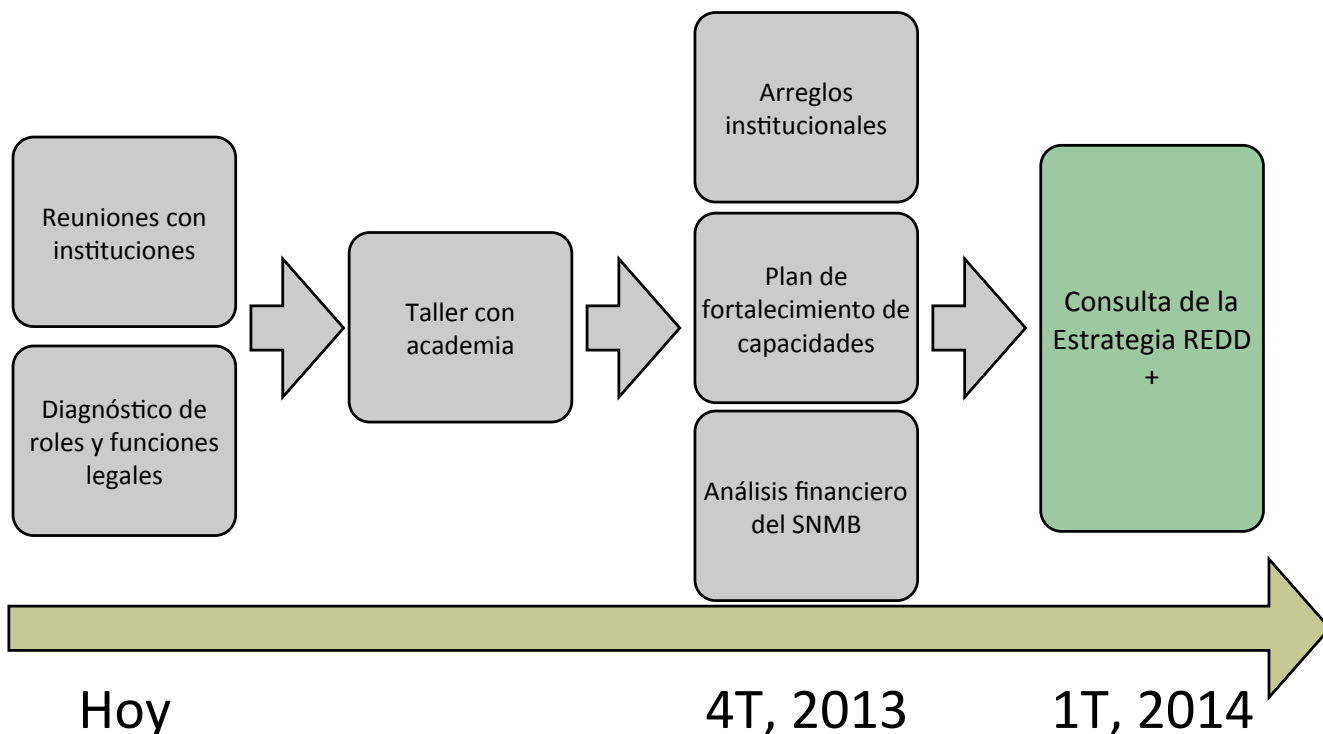 Reuniones con
instituciones
Diagnóstico de
roles y funciones
legales
Taller con
academia
Arreglos
institucionales
Plan de
fortalecimiento de
capacidades
Análisis financiero
del SNMB
Consulta de la
Estrategia REDD
+
Hoy
4T, 2013
1T, 2014